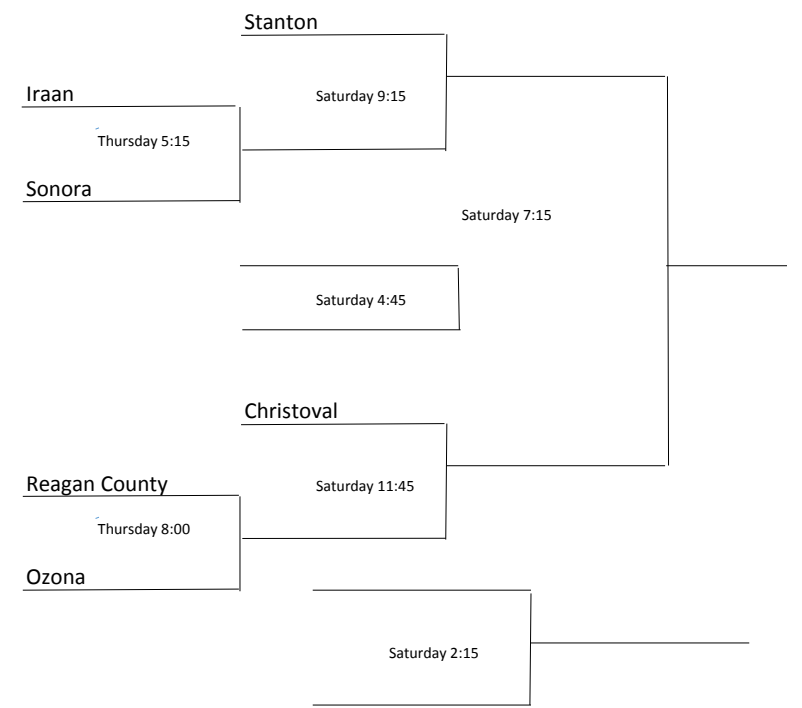 Stanton
Iraan
Saturday 9:15
Thursday 5:15
Sonora
Saturday 7:15
Saturday 4:45
Christoval
Reagan County
Saturday 11:45
Thursday 8:00
Ozona
Saturday 2:15